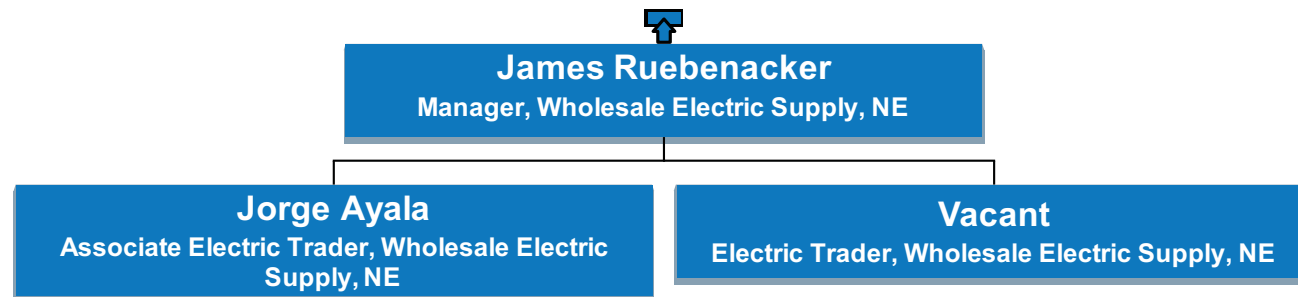 James Ruebenacker
Manager, Wholesale Electric Supply, NE
Jorge Ayala
Associate Electric Trader, Wholesale Electric
Supply, NE
Vacant
Electric Trader, Wholesale Electric Supply, NE